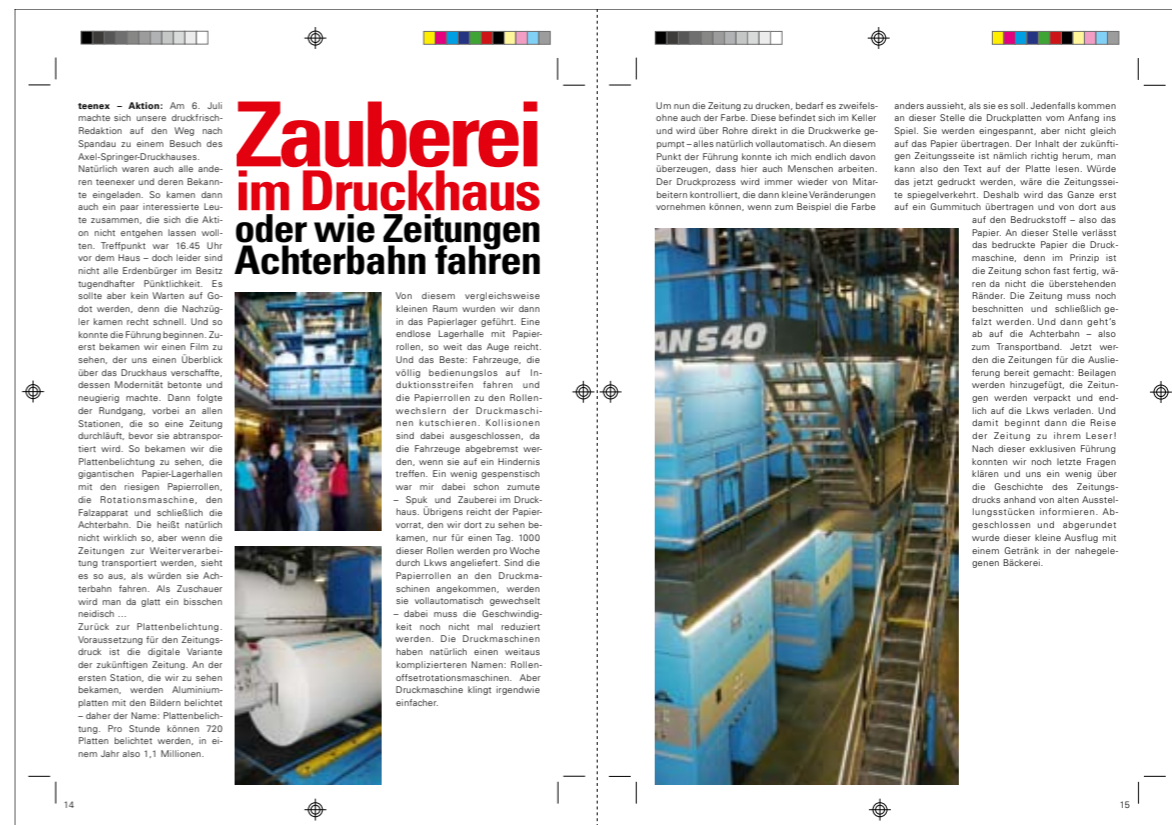 teenex – Aktion: Am 6. Juli
machte sich unsere druckfrisch-
Redaktion auf den Weg nach
Spandau zu einem Besuch des
Axel-Springer-Druckhauses.
Natürlich waren auch alle ande-
ren teenexer und deren Bekann-
te eingeladen. So kamen dann
auch ein paar interessierte Leu-
te zusammen, die sich die Akti-
on nicht entgehen lassen woll-
ten. Treffpunkt war 16.45 Uhr
vor dem Haus – doch leider sind
nicht alle Erdenbürger im Besitz
tugendhafter Pünktlichkeit. Es
sollte aber kein Warten auf Go-
dot werden, denn die Nachzüg-
ler kamen recht schnell. Und so
konnte die Führung beginnen. Zu-
erst bekamen wir einen Film zu
sehen, der uns einen Überblick
über das Druckhaus verschaffte,
dessen Modernität betonte und
neugierig machte. Dann folgte
der Rundgang, vorbei an allen
Stationen, die so eine Zeitung
durchläuft, bevor sie abtranspor-
tiert wird. So bekamen wir die
Plattenbelichtung zu sehen, die
gigantischen Papier-Lagerhallen
mit den riesigen Papierrollen,
die Rotationsmaschine, den
Falzapparat und schließlich die
Achterbahn. Die heißt natürlich
nicht wirklich so, aber wenn die
Zeitungen zur Weiterverarbei-
tung transportiert werden, sieht
es so aus, als würden sie Ach-
terbahn fahren. Als Zuschauer
wird man da glatt ein bisschen
neidisch ...
Zurück zur Plattenbelichtung.
Voraussetzung für den Zeitungs-
druck ist die digitale Variante
der zukünftigen Zeitung. An der
ersten Station, die wir zu sehen
bekamen, werden Aluminium-
platten mit den Bildern belichtet
– daher der Name: Plattenbelich-
tung. Pro Stunde können 720
Platten belichtet werden, in ei-
nem Jahr also 1,1 Millionen.
Zauberei
im Druckhaus
oder wie Zeitungen
Achterbahn fahren
Von diesem vergleichsweise
kleinen Raum wurden wir dann
in das Papierlager geführt. Eine
endlose Lagerhalle mit Papier-
rollen, so weit das Auge reicht.
Und das Beste: Fahrzeuge, die
völlig bedienungslos auf In-
duktionsstreifen fahren und
die Papierrollen zu den Rollen-
wechslern der Druckmaschi-
nen kutschieren. Kollisionen
sind dabei ausgeschlossen, da
die Fahrzeuge abgebremst wer-
den, wenn sie auf ein Hindernis
treffen. Ein wenig gespenstisch
war mir dabei schon zumute
– Spuk und Zauberei im Druck-
haus. Übrigens reicht der Papier-
vorrat, den wir dort zu sehen be-
kamen, nur für einen Tag. 1000
dieser Rollen werden pro Woche
durch Lkws angeliefert. Sind die
Papierrollen an den Druckma-
schinen angekommen, werden
sie vollautomatisch gewechselt
– dabei muss die Geschwindig-
keit noch nicht mal reduziert
werden. Die Druckmaschinen
haben natürlich einen weitaus
komplizierteren Namen: Rollen-
offsetrotationsmaschinen. Aber
Druckmaschine klingt irgendwie
einfacher.
14
Um nun die Zeitung zu drucken, bedarf es zweifels-
ohne auch der Farbe. Diese befindet sich im Keller
und wird über Rohre direkt in die Druckwerke ge-
pumpt – alles natürlich vollautomatisch. An diesem
Punkt der Führung konnte ich mich endlich davon
überzeugen, dass hier auch Menschen arbeiten.
Der Druckprozess wird immer wieder von Mitar-
beitern kontrolliert, die dann kleine Veränderungen
vornehmen können, wenn zum Beispiel die Farbe
AN S40
anders aussieht, als sie es soll. Jedenfalls kommen
an dieser Stelle die Druckplatten vom Anfang ins
Spiel. Sie werden eingespannt, aber nicht gleich
auf das Papier übertragen. Der Inhalt der zukünfti-
gen Zeitungsseite ist nämlich richtig herum, man
kann also den Text auf der Platte lesen. Würde
das jetzt gedruckt werden, wäre die Zeitungssei-
te spiegelverkehrt. Deshalb wird das Ganze erst
auf ein Gummituch übertragen und von dort aus
auf den Bedruckstoff – also das
Papier. An dieser Stelle verlässt
das bedruckte Papier die Druck-
maschine, denn im Prinzip ist
die Zeitung schon fast fertig, wä-
ren da nicht die überstehenden
Ränder. Die Zeitung muss noch
beschnitten und schließlich ge-
falzt werden. Und dann geht's
ab auf die Achterbahn – also
zum Transportband. Jetzt wer-
den die Zeitungen für die Auslie-
ferung bereit gemacht: Beilagen
werden hinzugefügt, die Zeitun-
gen werden verpackt und end-
lich auf die Lkws verladen. Und
damit beginnt dann die Reise
der Zeitung zu ihrem Leser!
Nach dieser exklusiven Führung
konnten wir noch letzte Fragen
klären und uns ein wenig über
die Geschichte des Zeitungs-
drucks anhand von alten Ausstel-
lungsstücken informieren. Ab-
geschlossen und abgerundet
wurde dieser kleine Ausflug mit
einem Getränk in der nahegele-
genen Bäckerei.
15